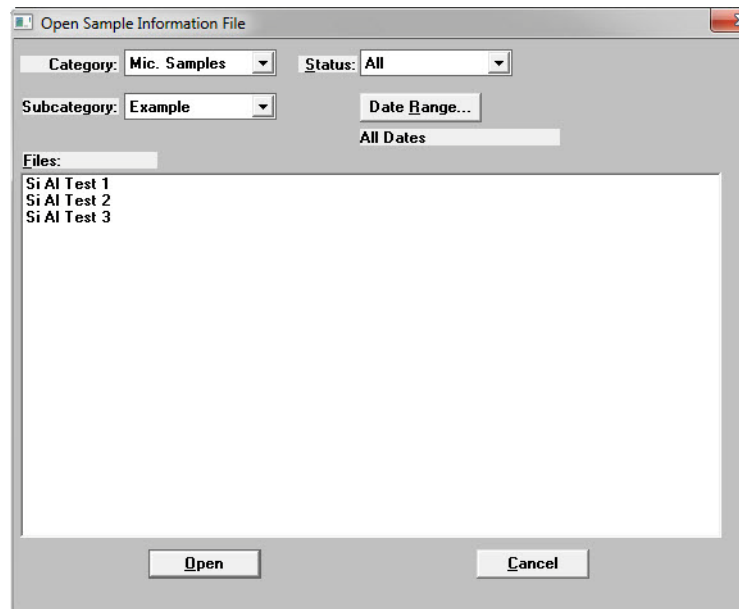 Open Sample Information File
Category: Mic. Samples Status: All
Subcategory: Example Date Range...
All Dates
Files:
Si Al Test 1
Si Al Test 2
Si Al Test 3
Open Cancel